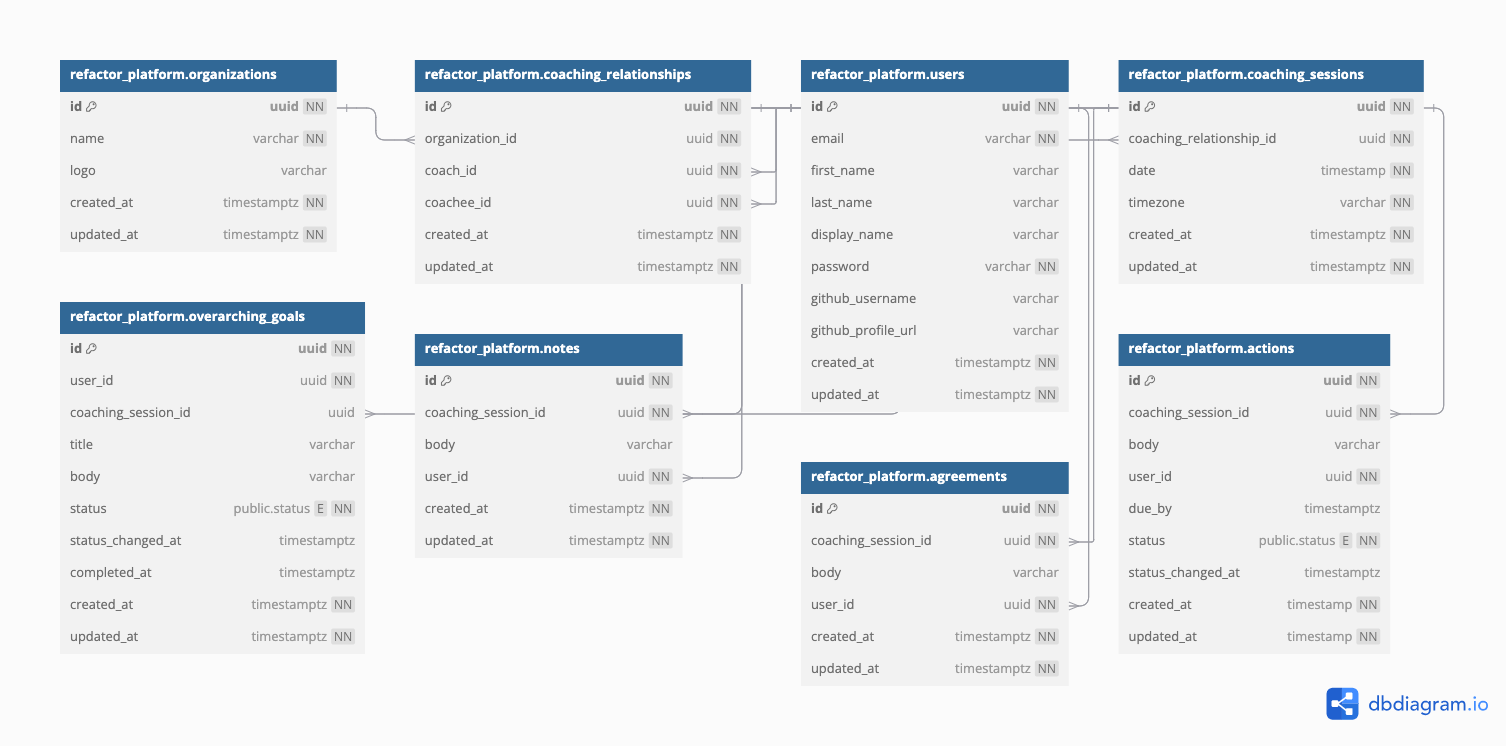 refactor_platform.organizations
id uuid NN
name varchar NN
logo varchar
created_at timestamptz NN
updated_at timestamptz NN
refactor_platform.coaching_relationships
id uuid NN
organization_id uuid NN
coach_id uuid NN
coachee_id uuid NN
created_at timestamptz NN
updated_at timestamptz NN
refactor_platform.users
id uuid NN
email varchar NN
first_name varchar
last_name varchar
display_name varchar
password varchar NN
github_username varchar
github_profile_url varchar
created_at timestamptz NN
updated_at timestamptz NN
refactor_platform.coaching_sessions
id uuid NN
coaching_relationship_id uuid NN
date timestamp NN
timezone varchar NN
created_at timestamptz NN
updated_at timestamptz NN
refactor_platform.overarching_goals
id uuid NN
user_id uuid NN
coaching_session_id uuid
title varchar
body varchar
status public.status E NN
status_changed_at timestamptz
completed_at timestamptz
created_at timestamptz NN
updated_at timestamptz NN
refactor_platform.notes
id uuid NN
coaching_session_id uuid NN
body varchar
user_id uuid NN
created_at timestamptz NN
updated_at timestamptz NN
refactor_platform.agreements
id uuid NN
coaching_session_id uuid NN
body varchar
user_id uuid NN
created_at timestamptz NN
updated_at timestamptz NN
refactor_platform.actions
id uuid NN
coaching_session_id uuid NN
body varchar
user_id uuid NN
due_by timestamptz
status public.status E NN
status_changed_at timestamptz
created_at timestamp NN
updated_at timestamp NN
dbdiagram.io